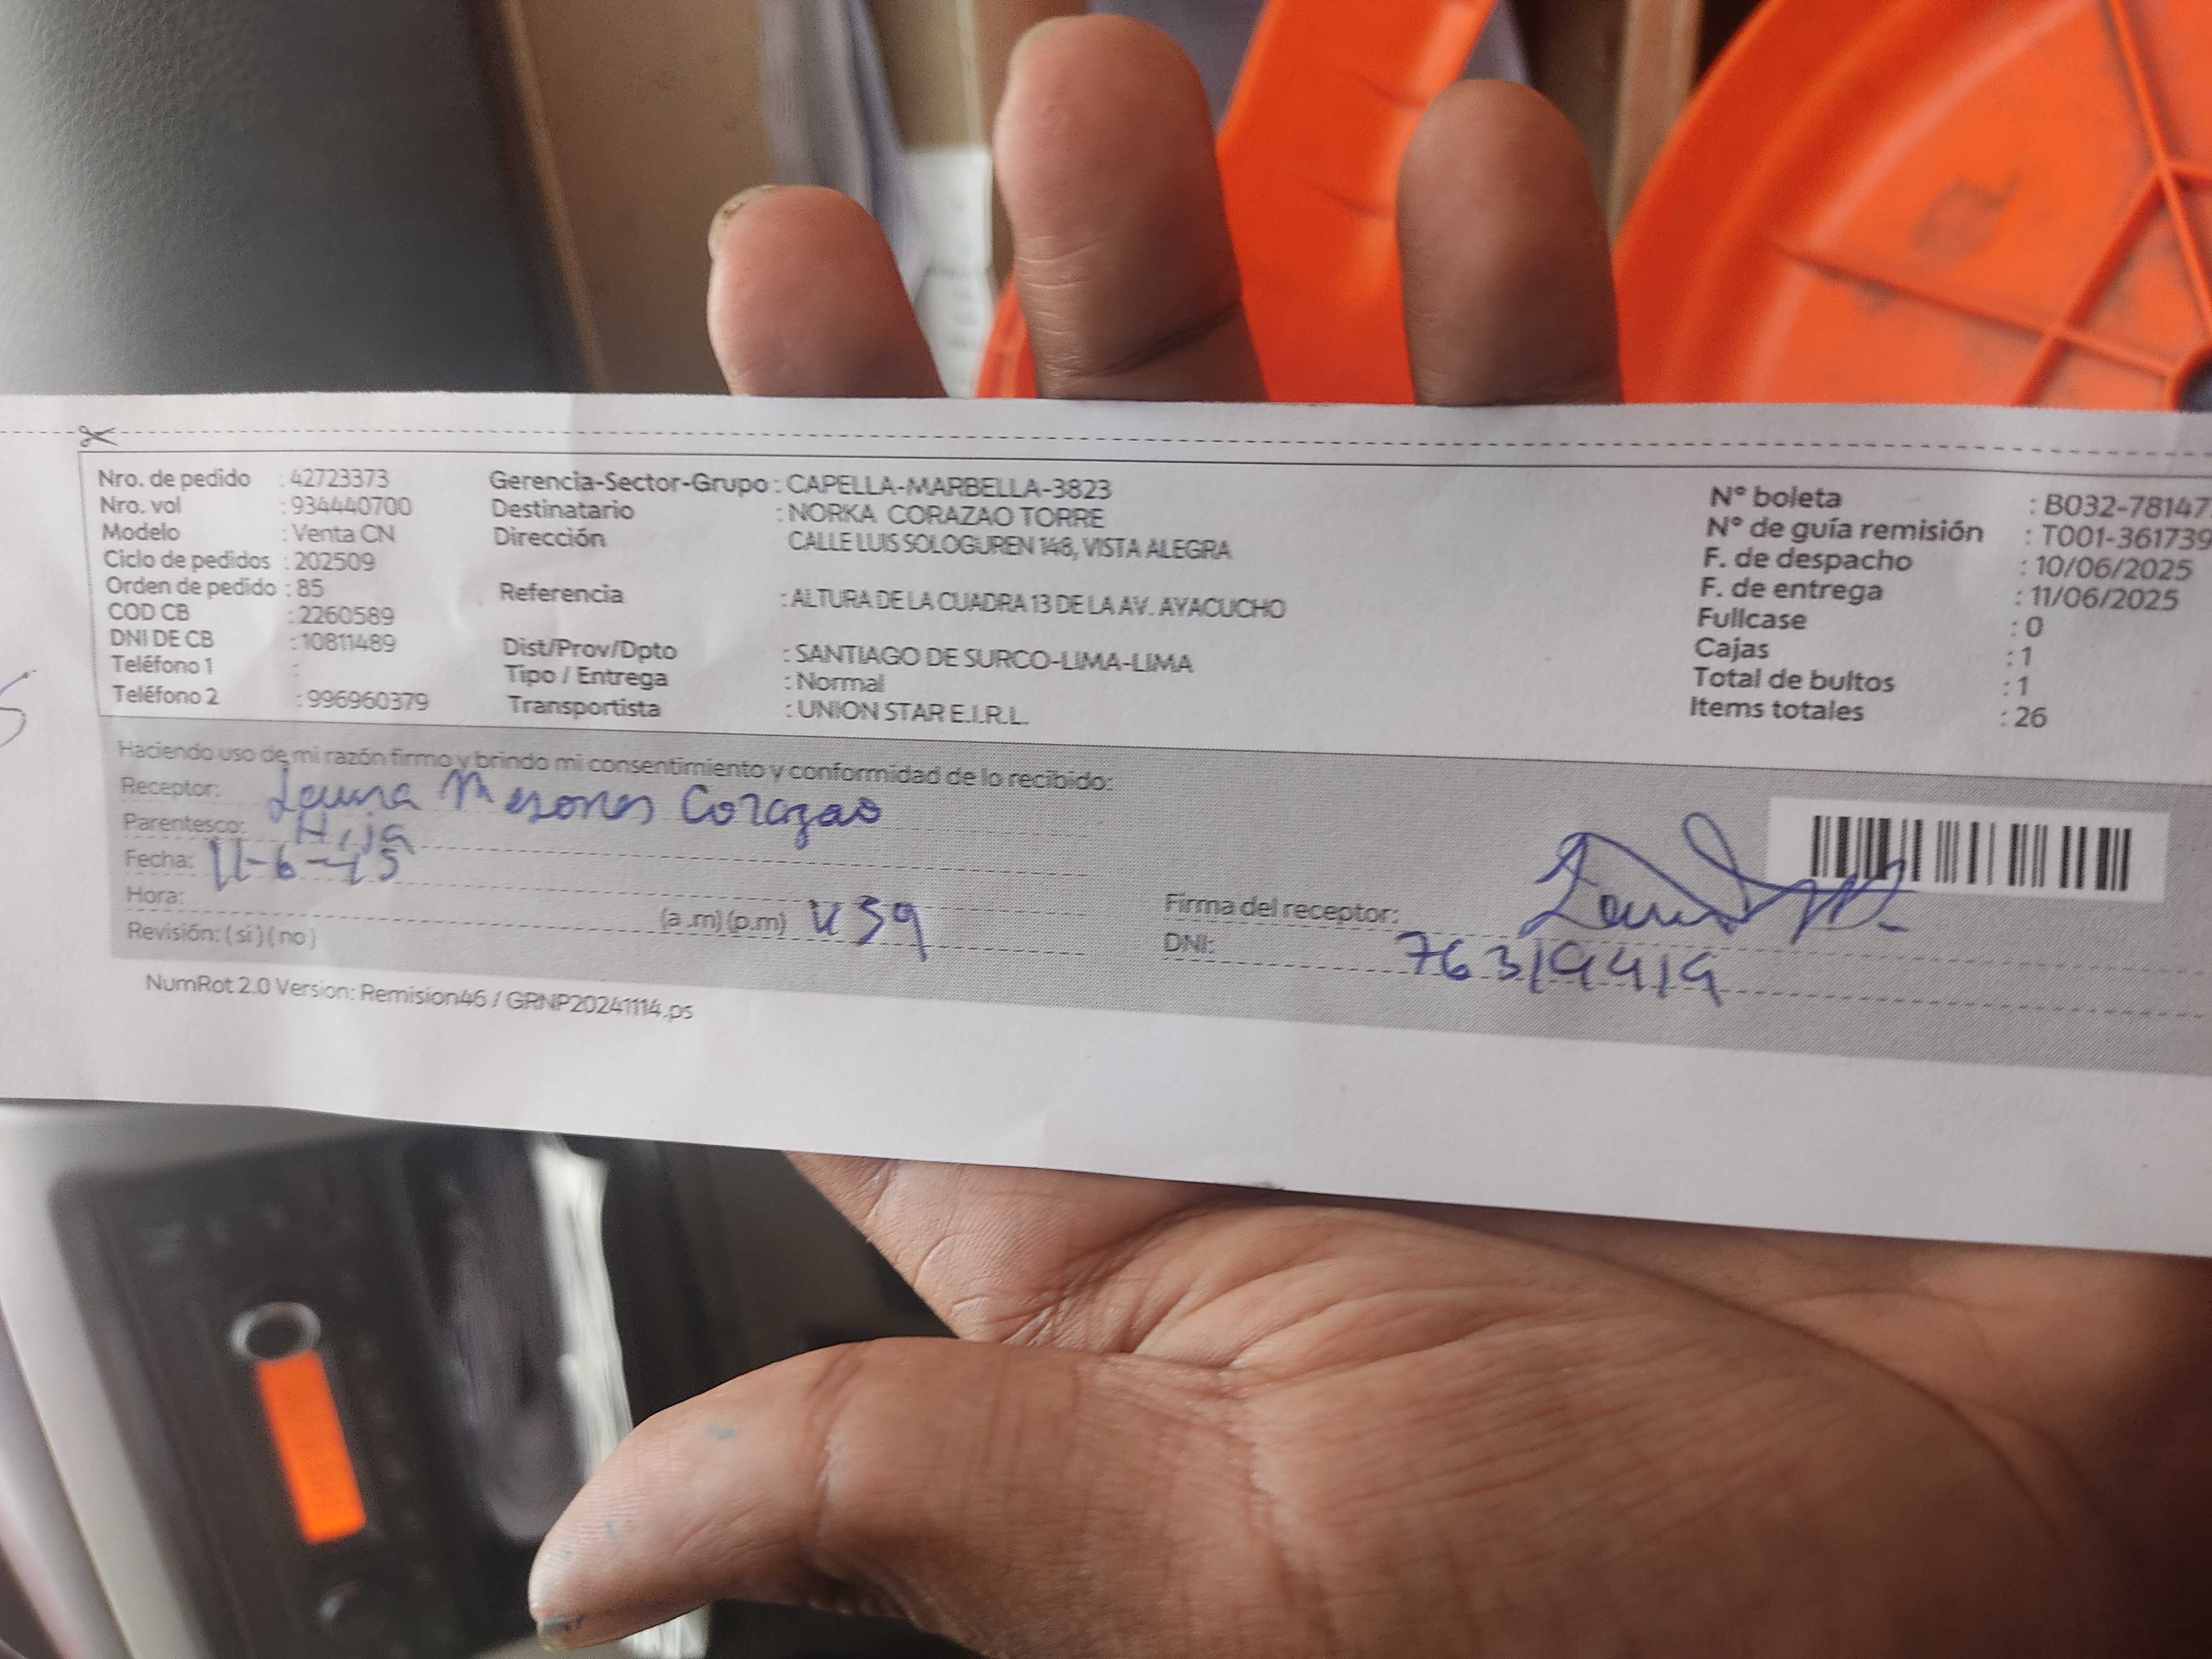 Nro. de pedido : 42723373
Nro. vol : 934440700
Modelo : Venta CN
Ciclo de pedidos : 202509
Orden de pedido : 85
COD CB : 2260589
DNI DE CB : 10811489
Teléfono 1 :
Teléfono 2 : 996960379
Gerencia-Sector-Grupo : CAPELLA-MARBELLA-3823
Destinatario : NORKA CORAZAO TORRE
Dirección CALLE LUIS SOLOGUREN 148, VISTA ALEGRA
Referencia : ALTURA DE LA CUADRA 13 DE LA AV. AYACUCHO
Dist/Prov/Dpto : SANTIAGO DE SURCO-LIMA-LIMA
Tipo / Entrega : Normal
Transportista : UNION STAR E.I.R.L.
N° boleta : B032-78147
N° de guía remisión : T001-361739
F. de despacho : 10/06/2025
F. de entrega : 11/06/2025
Fullcase : 0
Cajas : 1
Total de bultos : 1
Items totales : 26
Haciendo uso de mi razón firmo y brindo mi consentimiento y conformidad de lo recibido:
Receptor: Laura Mesones Corazao
Parentesco: Hija
Fecha: 11-6-
Hora: (a .m) (p.m)
Revisión: ( si ) ( no )
Firma del receptor:
DNI: 76319419
NumRot 2.0 Version: Remision46 / GRNP20241114.ps